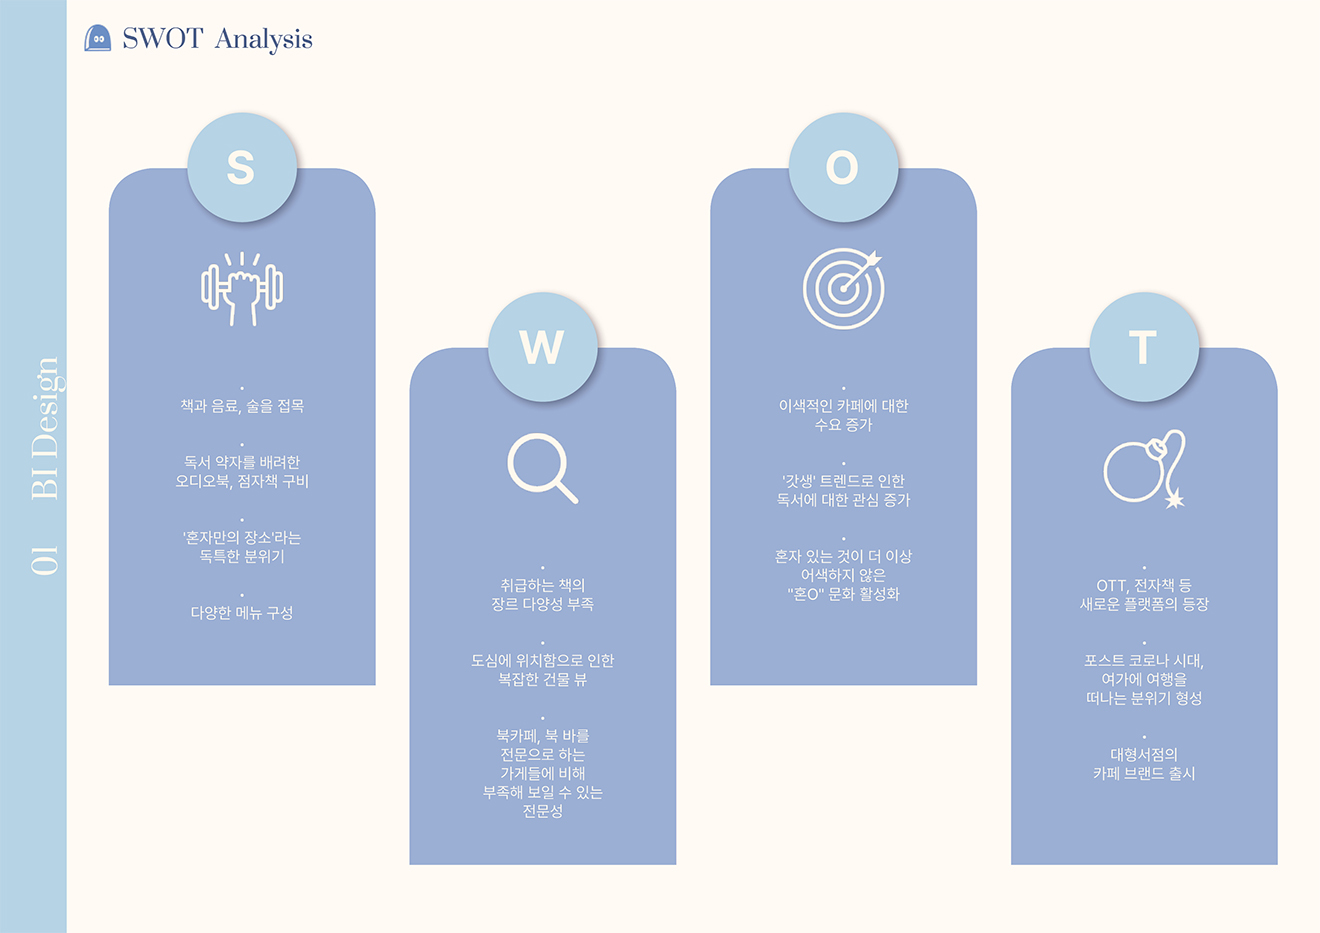 SWOT Analysis
01 BI Design
S
책과 음료, 술을 접목
독서 약자를 배려한
오디오북, 점자책 구비
'혼자만의 장소'라는
독특한 분위기
다양한 메뉴 구성
W
취급하는 책의
장르 다양성 부족
도심에 위치함으로 인한
복잡한 건물 뷰
북카페, 북 바를
전문으로 하는
가게들에 비해
부족해 보일 수 있는
전문성
O
이색적인 카페에 대한
수요 증가
'갓생' 트렌드로 인한
독서에 대한 관심 증가
혼자 있는 것이 더 이상
어색하지 않은
"혼O" 문화 활성화
T
OTT, 전자책 등
새로운 플랫폼의 등장
포스트 코로나 시대,
여가에 여행을
떠나는 분위기 형성
대형서점의
카페 브랜드 출시